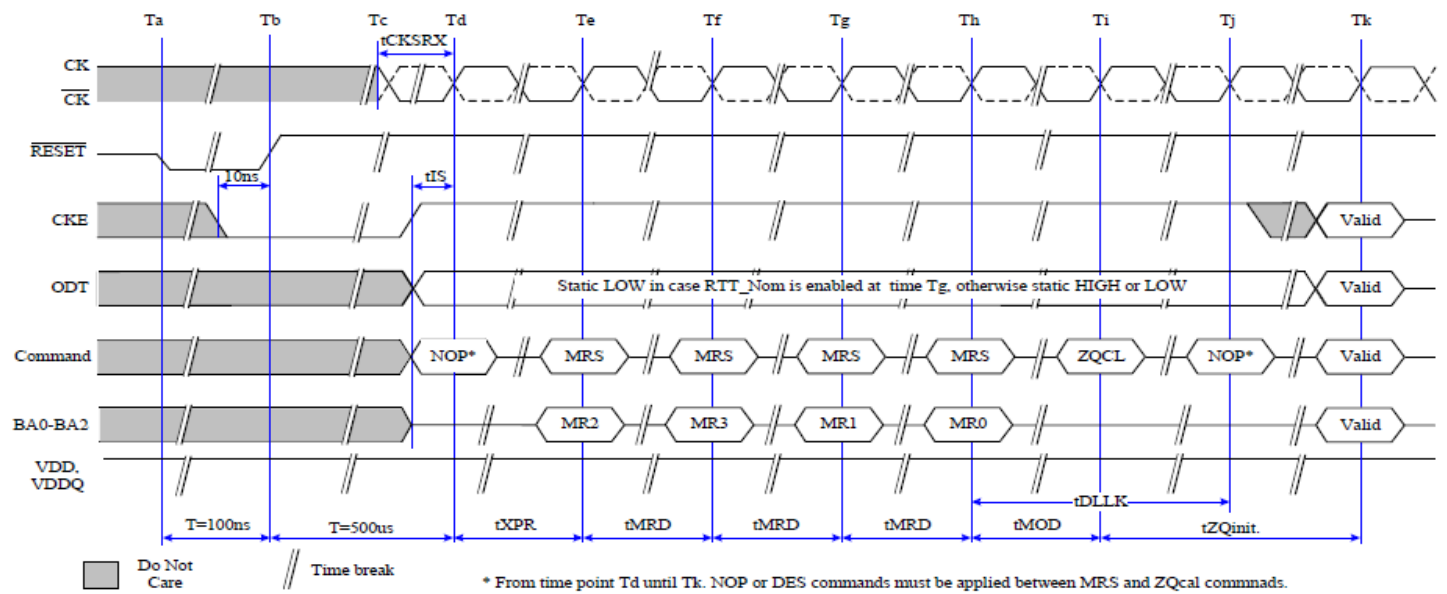 Ta Tb Tc Td Te Tf Tg Th Ti Tj Tk
tCKSRX
CK
CK
RESET
10ns tIS
CKE Valid
ODT Static LOW in case RTT_Nom is enabled at time Tg, otherwise static HIGH or LOW Valid
Command NOP* MRS MRS MRS MRS ZQCL NOP* Valid
BA0-BA2 MR2 MR3 MR1 MR0 Valid
VDD,
VDDQ
tDLLK
T=100ns T=500us tXPR tMRD tMRD tMRD tMOD tZQinit.
Do Not
Care
Time break
* From time point Td until Tk. NOP or DES commands must be applied between MRS and ZQcal commnads.